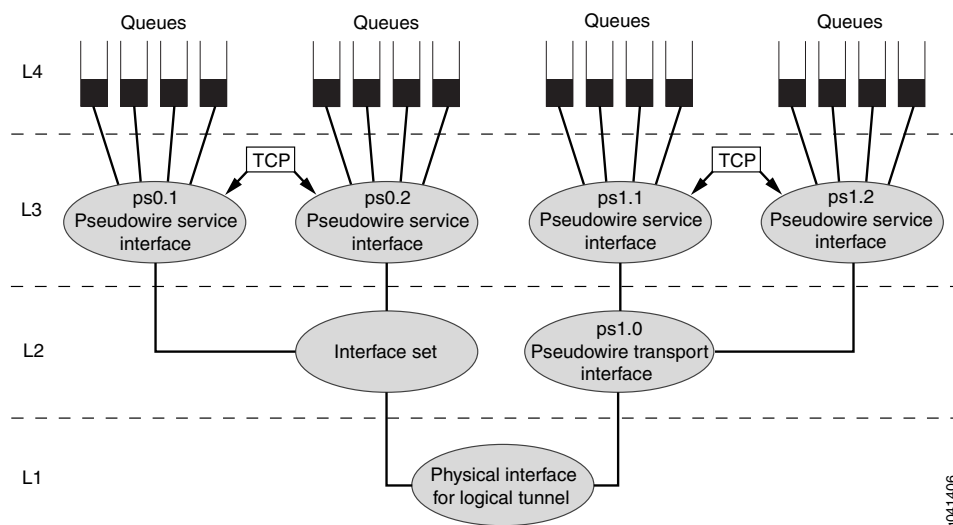 Queues
Queues
Queues
Queues
L4
TCP
TCP
L3
ps0.1
Pseudowire service
interface
ps0.2
Pseudowire service
interface
ps1.1
Pseudowire service
interface
ps1.2
Pseudowire service
interface
L2
Interface set
ps1.0
Pseudowire transport
interface
L1
Physical interface
for logical tunnel
g041406